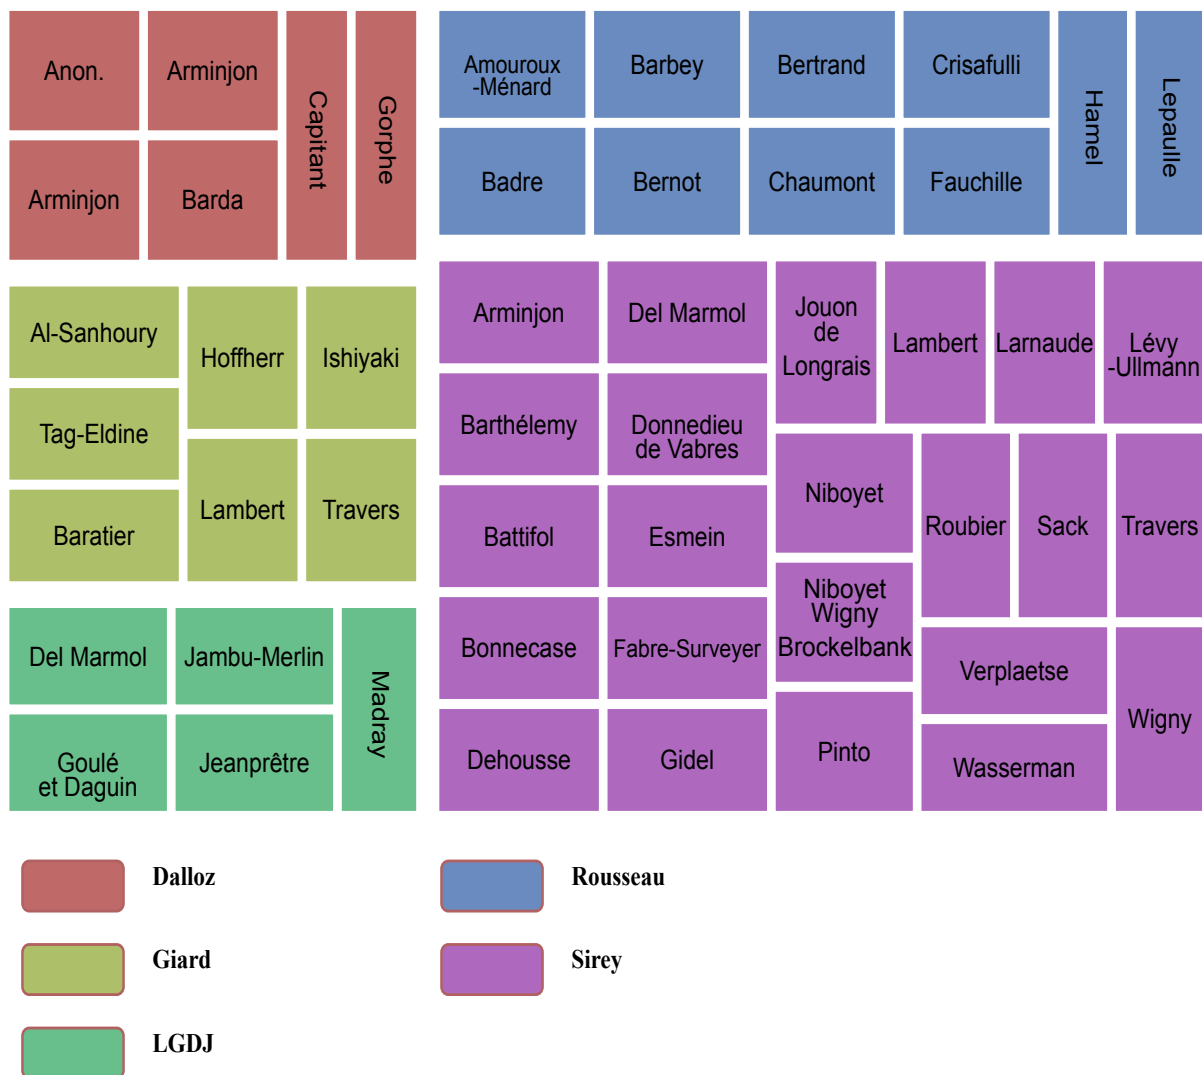 Anon.
Arminjon
Capitant
Gorphe
Arminjon
Barda
Amouroux
-Ménard
Barbey
Bertrand
Crisafulli
Hamel
Lepaulle
Badre
Bernot
Chaumont
Fauchille
Al-Sanhoury
Hoffherr
Ishiyaki
Tag-Eldine
Baratier
Lambert
Travers
Del Marmol
Jambu-Merlin
Madray
Goulé
et Daguin
Jeanprêtre
Arminjon
Del Marmol
Jouon
de
Longrais
Lambert
Larnaude
Lévy
-Ullmann
Barthélemy
Donnedieu
de Vabres
Niboyet
Roubier
Sack
Travers
Battifol
Esmein
Niboyet
Wigny
Brockelbank
Bonnecase
Fabre-Surveyer
Verplaetse
Wigny
Dehousse
Gidel
Pinto
Wasserman
Dalloz
Rousseau
Giard
Sirey
LGDJ